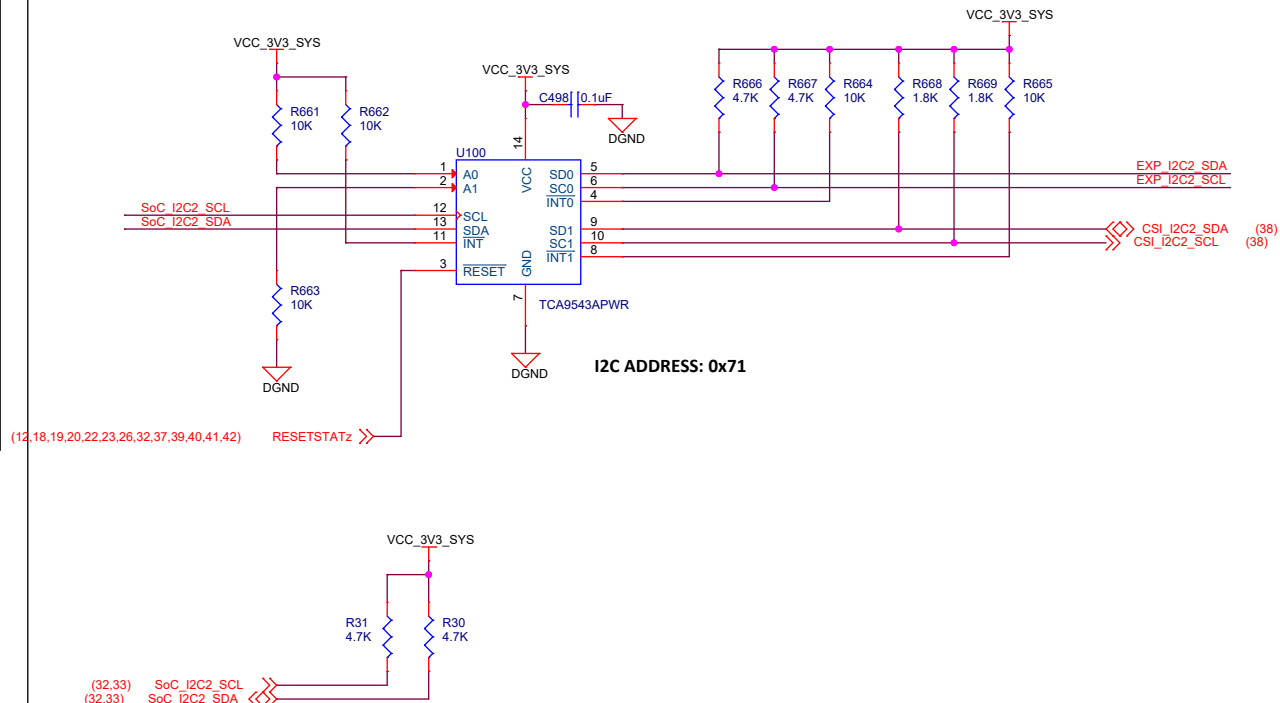 VCC_3V3_SYS
VCC_3V3_SYS
VCC_3V3_SYS
R661
10K
R662
10K
C498
0.1uF
DGND
R666
4.7K
R667
4.7K
R664
10K
R668
1.8K
R669
1.8K
R665
10K
U100
14
VCC
1
A0
2
A1
12
SCL
13
SDA
11
INT
3
RESET
GND
7
SD0
5
SC0
6
INT0
4
SD1
9
SC1
10
INT1
8
TCA9543APWR
SoC_I2C2_SCL
SoC_I2C2_SDA
EXP_I2C2_SDA
EXP_I2C2_SCL
CSI_I2C2_SDA (38)
CSI_I2C2_SCL (38)
R663
10K
DGND
DGND
I2C ADDRESS: 0x71
(12,18,19,20,22,23,26,32,37,39,40,41,42) RESETSTATz
VCC_3V3_SYS
R31
4.7K
R30
4.7K
(32,33) SoC_I2C2_SCL
(32,33) SoC_I2C2_SDA